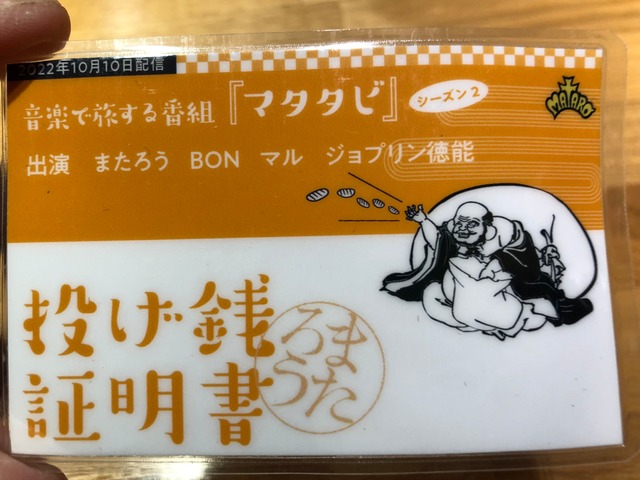 2022年10月10日配信
音楽で旅する番組『マタタビ』
シーズン2
MATARO
出演 またろう BON マル ジョプリン徳能
投げ銭
証明書
またろう